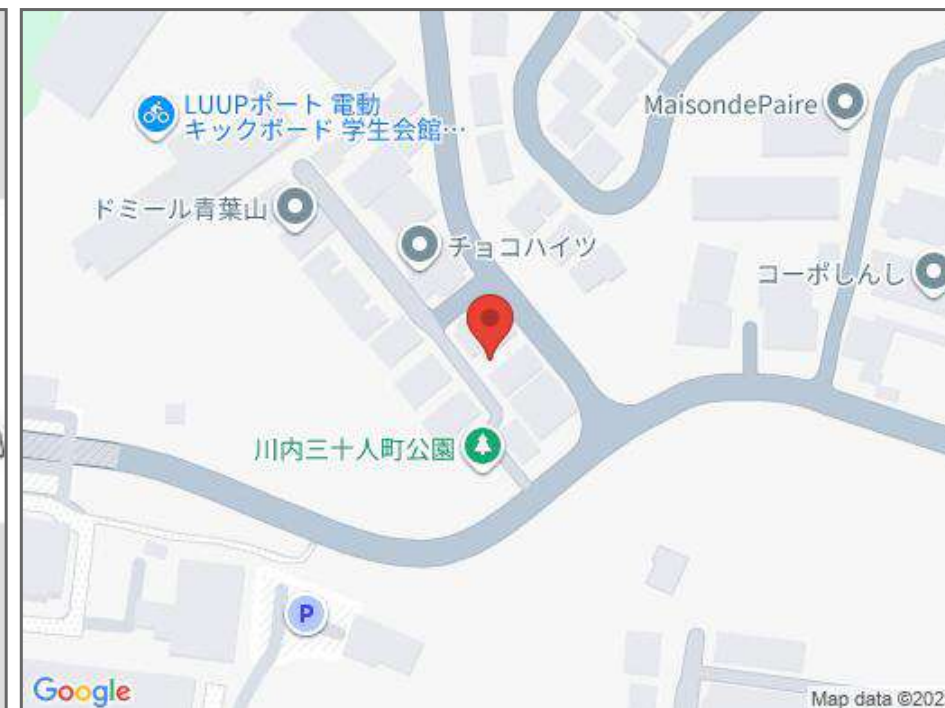 LUUPポート 電動
キックボード 学生会館…
MaisondePaire
ドミール青葉山
チョコハイツ
コーポしんし
川内三十人町公園
P
Google
Map data ©202